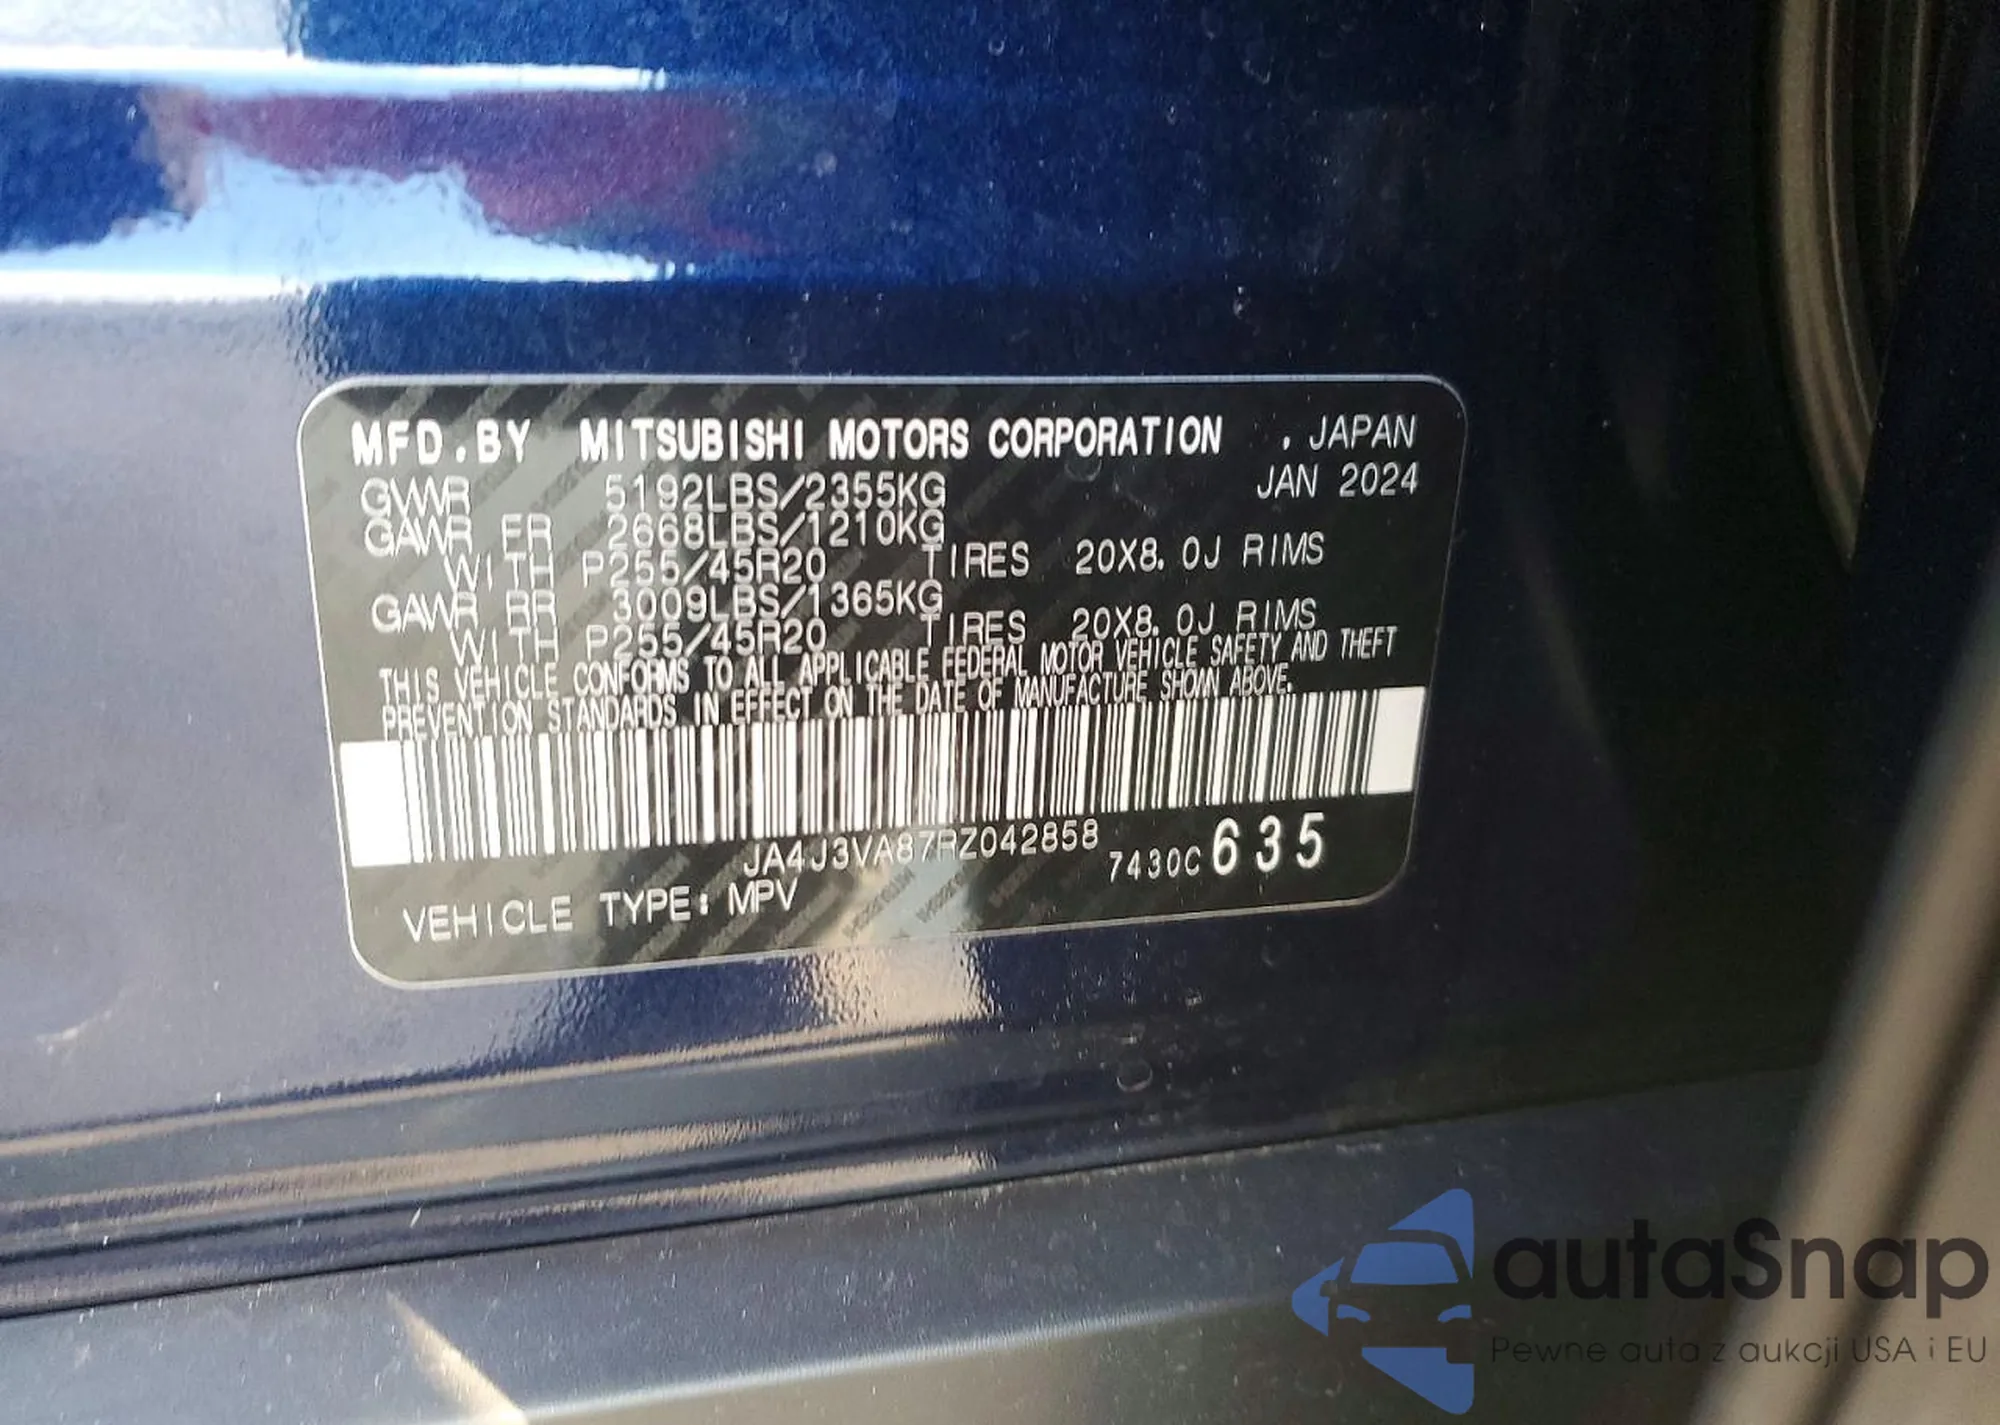 MFD.BY MITSUBISHI MOTORS CORPORATION . JAPAN
GVWR 5192LBS/2355KG JAN 2024
GAWR FR 2668LBS/1210KG
WITH P255/45R20 TIRES 20X8.0J RIMS
GAWR RR 3009LBS/1365KG
WITH P255/45R20 TIRES 20X8.0J RIMS
THIS VEHICLE CONFORMS TO ALL APPLICABLE FEDERAL MOTOR VEHICLE SAFETY AND THEFT
PREVENTION STANDARDS IN EFFECT ON THE DATE OF MANUFACTURE SHOWN ABOVE.
JA4J3VA87RZ042858 7430C 635
VEHICLE TYPE: MPV
autaSnap
Pewne auta z aukcji USA i EU